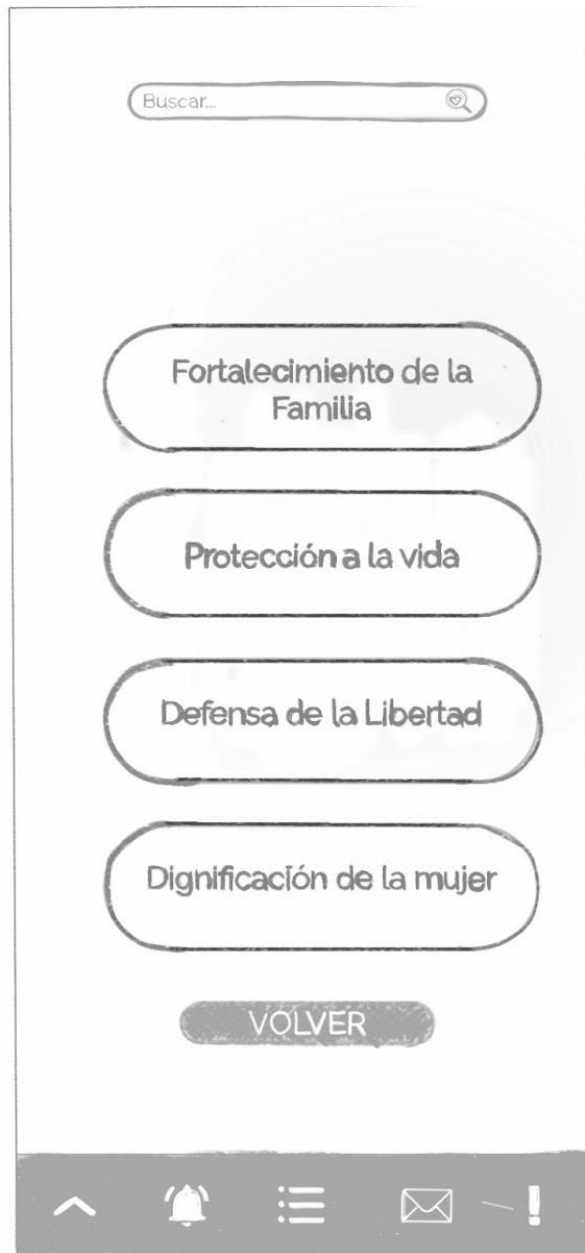 Buscar...
Fortalecimiento de la
Familia
Protección a la vida
Defensa de la Libertad
Dignificación de la mujer
VOLVER